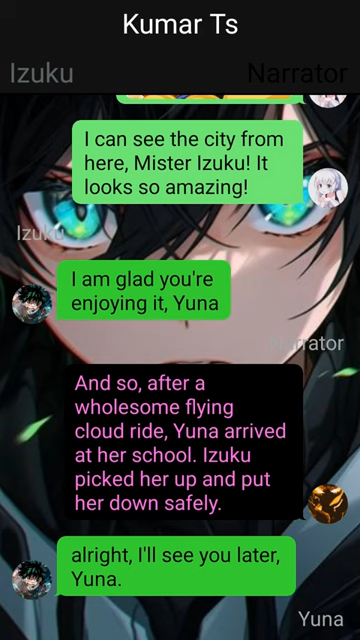 Kumar Ts
Izuku
Narrator
I can see the city from
here, Mister Izuku! It
looks so amazing!
Izuku
I am glad you're
enjoying it, Yuna
Narrator
And so, after a
wholesome flying
cloud ride, Yuna arrived
at her school. Izuku
picked her up and put
her down safely.
alright, I'll see you later,
Yuna.
Yuna